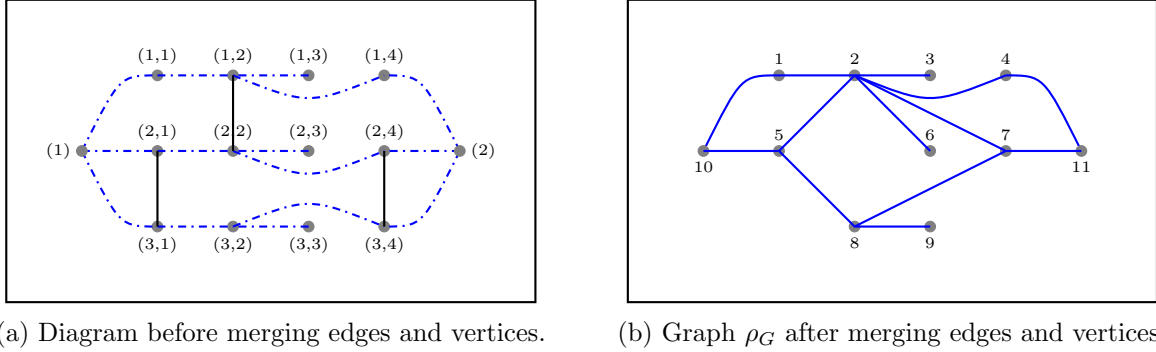 (1,1) (1,2) (1,3) (1,4)
(1) (2,1) (2,2) (2,3) (2,4) (2)
(3,1) (3,2) (3,3) (3,4)
(a) Diagram before merging edges and vertices.
1 2 3 4
5 6 7
10 11
8 9
(b) Graph ρ_G after merging edges and vertices